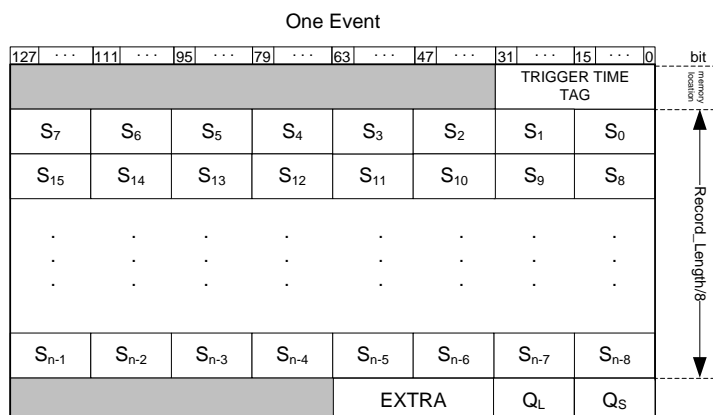 One Event
127 ··· 111 ··· 95 ··· 79 ··· 63 ··· 47 ··· 31 ··· 15 ··· 0 bit
TRIGGER TIME
TAG
memory
location
S7 S6 S5 S4 S3 S2 S1 S0
S15 S14 S13 S12 S11 S10 S9 S8
. . . . . . . .
. . . . . . . .
. . . . . . . .
Record_Length/8
Sn-1 Sn-2 Sn-3 Sn-4 Sn-5 Sn-6 Sn-7 Sn-8
EXTRA QL QS